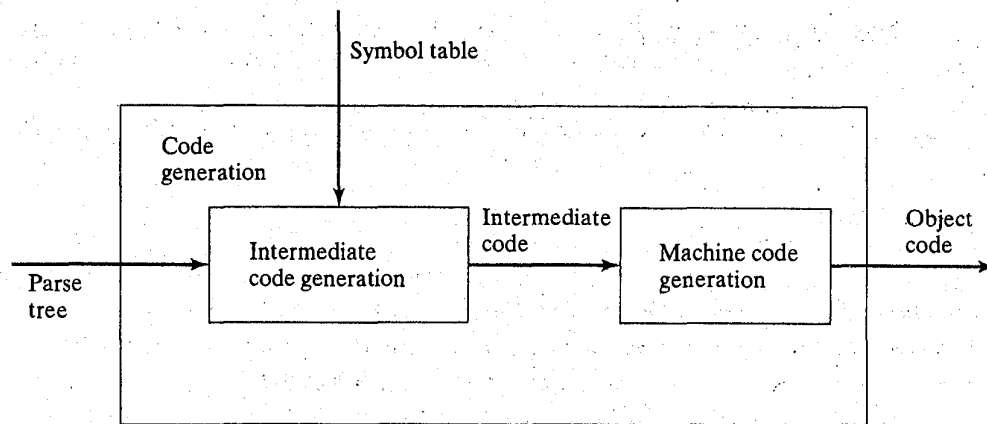 Symbol table
Code
generation
Intermediate
code generation
Intermediate
code
Machine code
generation
Object
code
Parse
tree